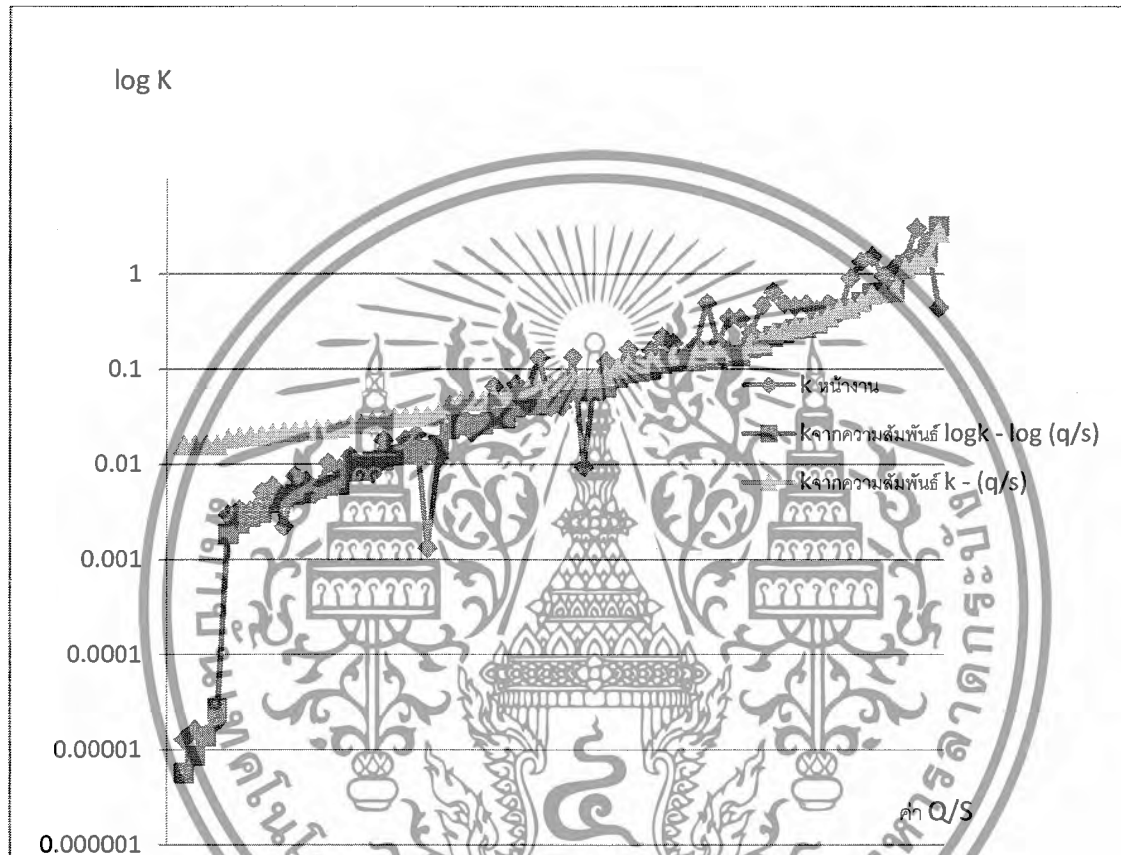 log K
1
0.1
k หน้างาน
kจากความสัมพันธ์ logk - log (q/s)
0.01
kจากความสัมพันธ์ k - (q/s)
0.001
0.0001
0.00001
ค่า Q/S
0.000001